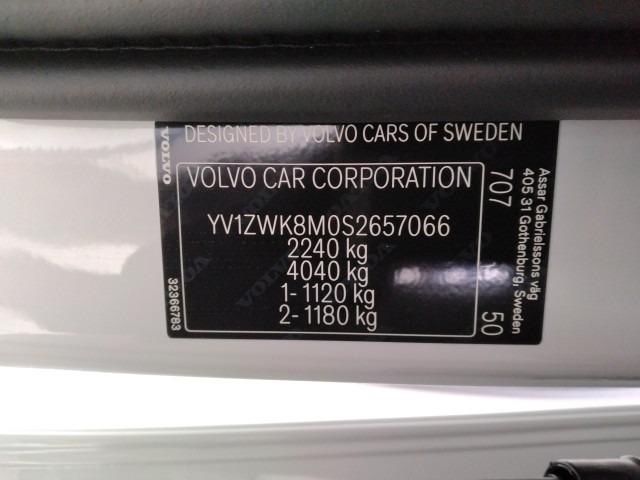 VOLVO
DESIGNED BY VOLVO CARS OF SWEDEN
VOLVO CAR CORPORATION
YV1ZWK8M0S2657066
2240 kg
4040 kg
1- 1120 kg
2- 1180 kg
32366783
707
50
Assar Gabrielssons väg
405 31 Gothenburg, Sweden